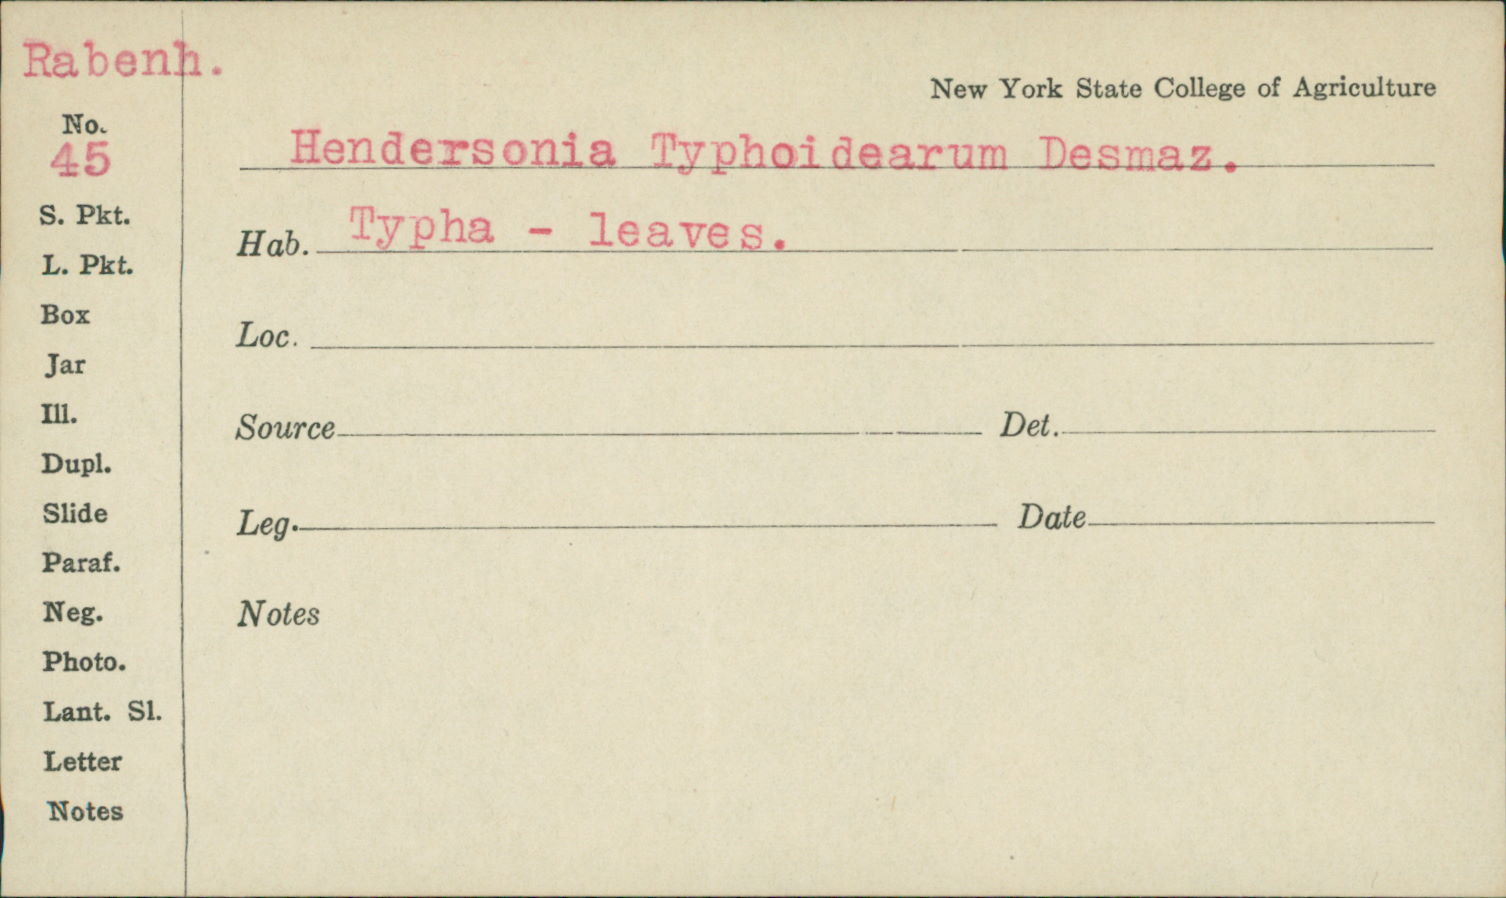 Rabenh.
New York State College of Agriculture
No.
45
Hendersonia Typhoidearum Desmaz.
S. Pkt.
Hab. Typha - leaves.
L. Pkt.
Box
Loc.
Jar
Ill.
Source Det.
Dupl.
Slide
Leg. Date
Paraf.
Neg.
Notes
Photo.
Lant. Sl.
Letter
Notes